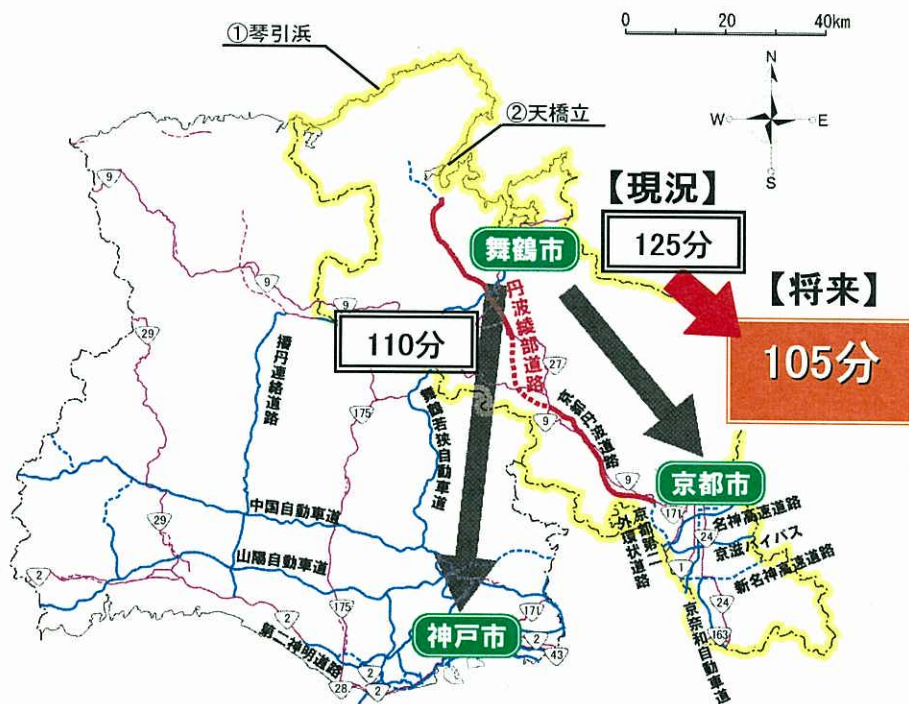 0 20 40km
①琴引浜
N
②天橋立
W E
S
9
【現況】
舞鶴市
125分
【将来】
9
9
丹波綾部道路
110分
105分
29
播丹連絡道路
27
175
舞鶴若狭自動車道
9
京都丹波道路
9
京都市
171
名神高速道路
中国自動車道
京都第二外環状道路
24
京滋バイパス
29
1
新名神高速道路
山陽自動車道
2
24
175
171
2
神戸市
2
163
43
第二神明道路
京奈和自動車道
2
28
2